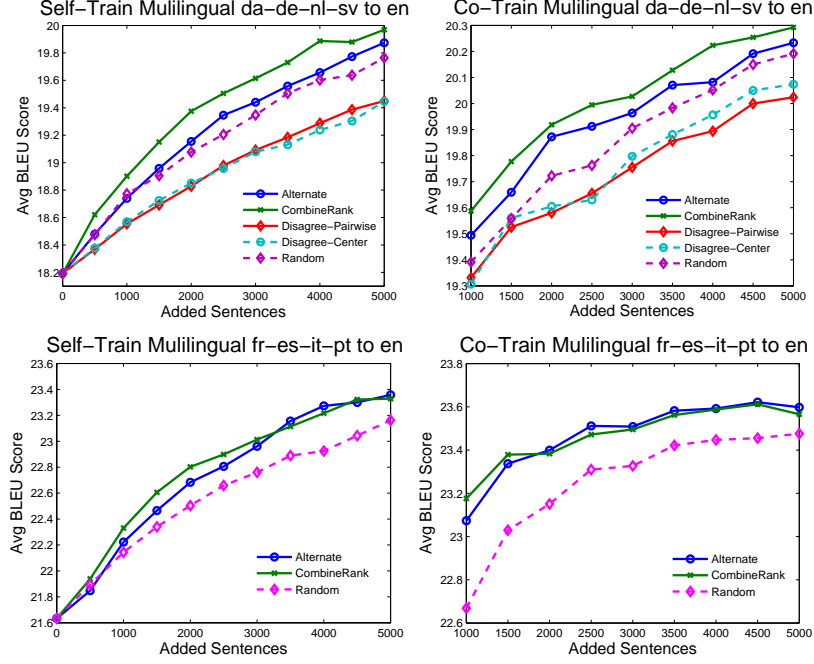 Self−Train Mulilingual da−de−nl−sv to en
20
19.8
19.6
19.4
19.2
19
18.8
18.6
18.4
18.2
0 1000 2000 3000 4000 5000
Avg BLEU Score
Added Sentences
Alternate
CombineRank
Disagree−Pairwise
Disagree−Center
Random
Co−Train Mulilingual da−de−nl−sv to en
20.3
20.2
20.1
20
19.9
19.8
19.7
19.6
19.5
19.4
19.3
1000 1500 2000 2500 3000 3500 4000 4500 5000
Avg BLEU Score
Added Sentences
Alternate
CombineRank
Disagree−Pairwise
Disagree−Center
Random
Self−Train Mulilingual fr−es−it−pt to en
23.6
23.4
23.2
23
22.8
22.6
22.4
22.2
22
21.8
21.6
0 1000 2000 3000 4000 5000
Avg BLEU Score
Added Sentences
Alternate
CombineRank
Random
Co−Train Mulilingual fr−es−it−pt to en
23.8
23.6
23.4
23.2
23
22.8
22.6
1000 1500 2000 2500 3000 3500 4000 4500 5000
Avg BLEU Score
Added Sentences
Alternate
CombineRank
Random